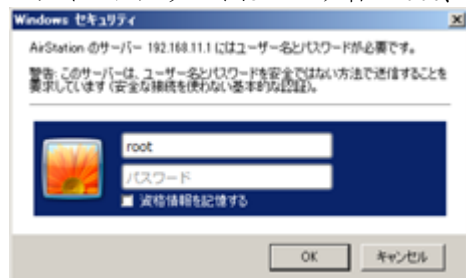 Windows セキュリティ
AirStation のサーバー 192.168.11.1 にはユーザー名とパスワードが必要です。
警告: このサーバーは、ユーザー名とパスワードを安全ではない方法で送信することを
要求しています (安全な接続を使わない基本的な認証)。
root
パスワード
資格情報を記憶する
OK
キャンセル